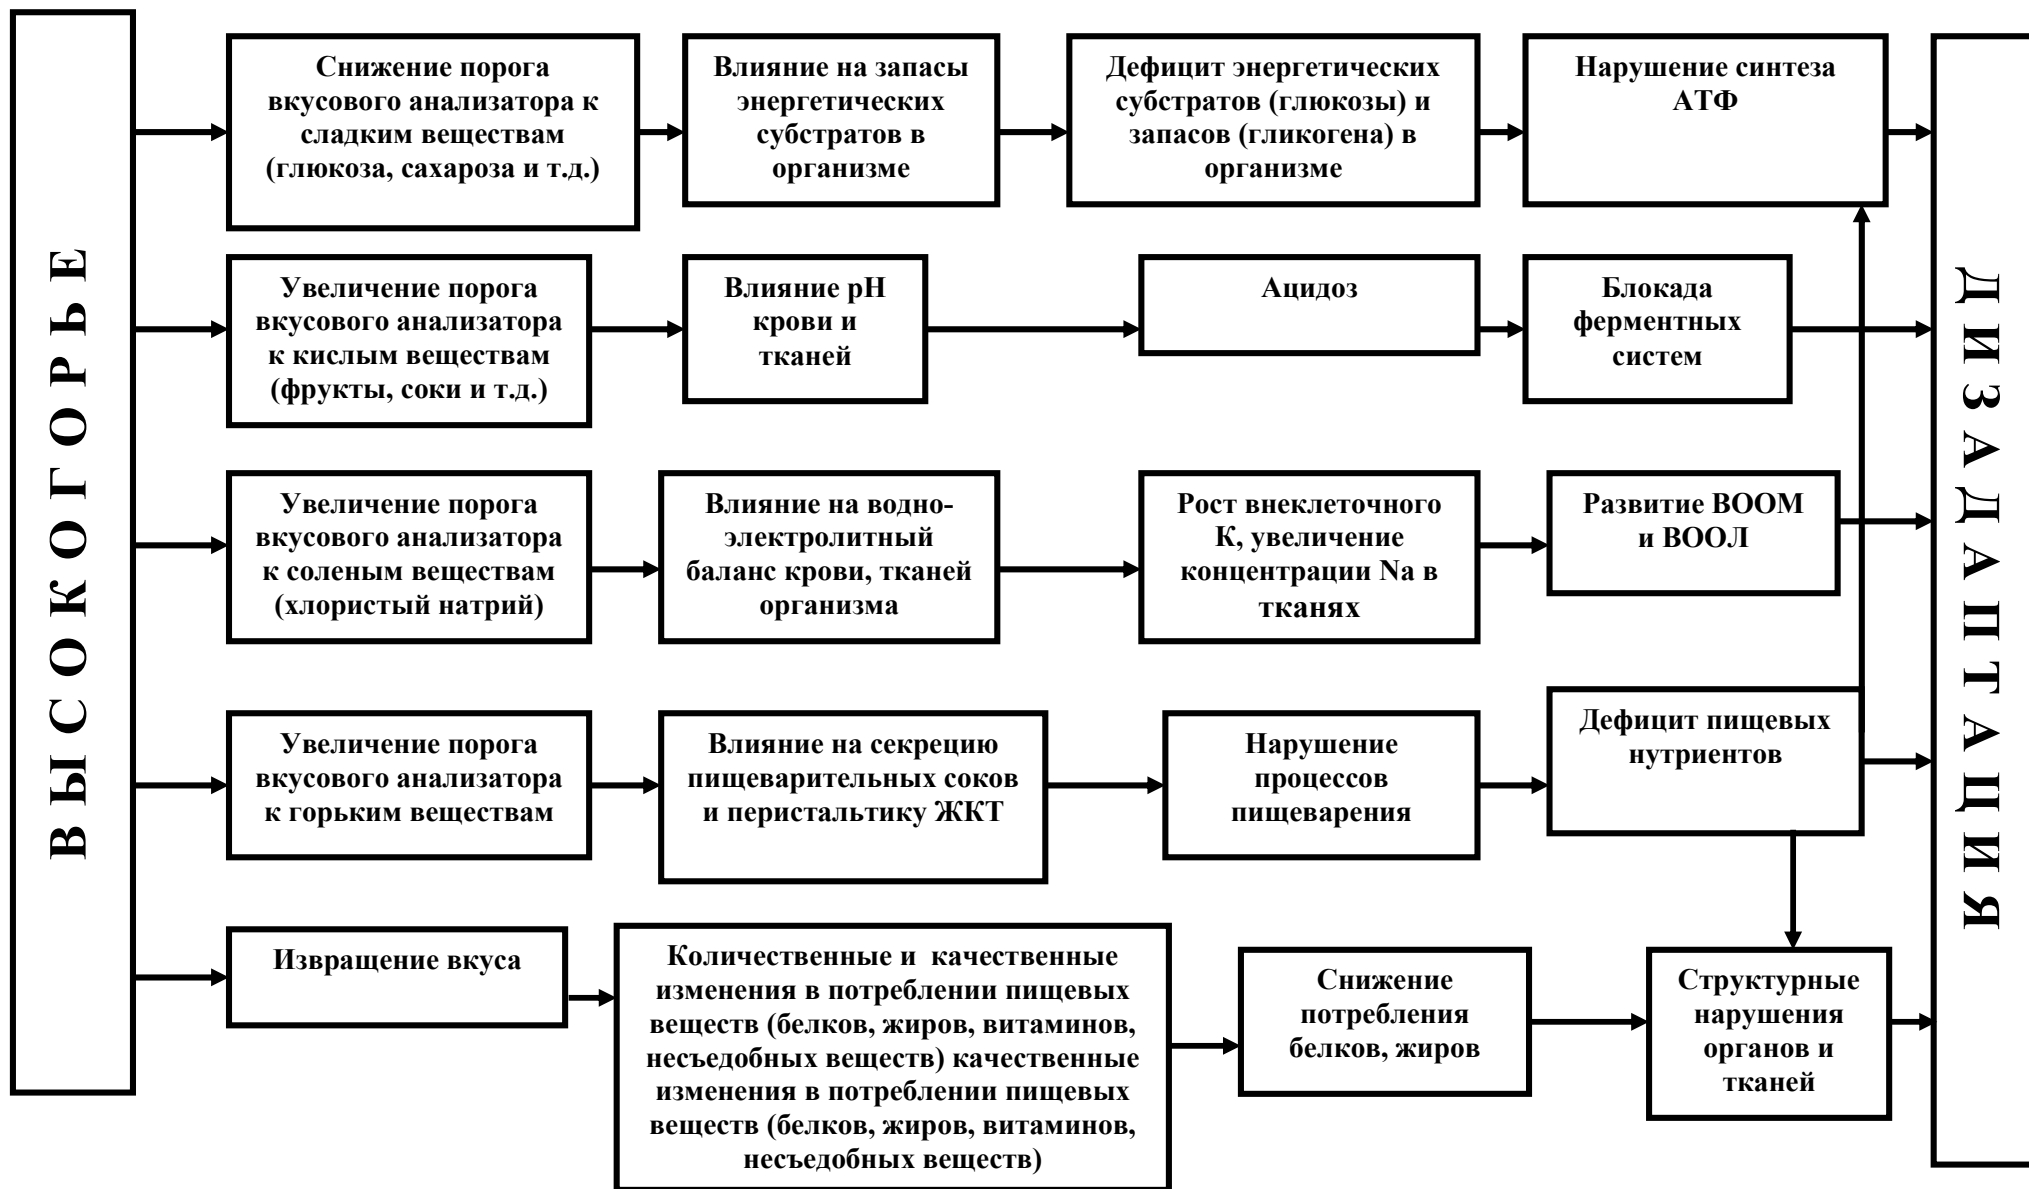 ВЫСОКОГОРЬЕ
Снижение порога
вкусового анализатора к
сладким веществам
(глюкоза, сахароза и т.д.)
Влияние на запасы
энергетических
субстратов в
организме
Дефицит энергетических
субстратов (глюкозы) и
запасов (гликогена) в
организме
Нарушение синтеза
АТФ
Увеличение порога
вкусового анализатора
к кислым веществам
(фрукты, соки и т.д.)
Влияние pH
крови и
тканей
Ацидоз
Блокада
ферментных
систем
Увеличение порога
вкусового анализатора
к соленым веществам
(хлористый натрий)
Влияние на водно-
электролитный
баланс крови, тканей
организма
Рост внеклеточного
К, увеличение
концентрации Na в
тканях
Развитие ВООМ
и ВООЛ
Увеличение порога
вкусового анализатора
к горьким веществам
Влияние на секрецию
пищеварительных соков
и перистальтику ЖКТ
Нарушение
процессов
пищеварения
Дефицит пищевых
нутриентов
Извращение вкуса
Количественные и качественные
изменения в потреблении пищевых
веществ (белков, жиров, витаминов,
несъедобных веществ) качественные
изменения в потреблении пищевых
веществ (белков, жиров, витаминов,
несъедобных веществ)
Снижение
потребления
белков, жиров
Структурные
нарушения
органов и
тканей
ДИЗАДАПТАЦИЯ